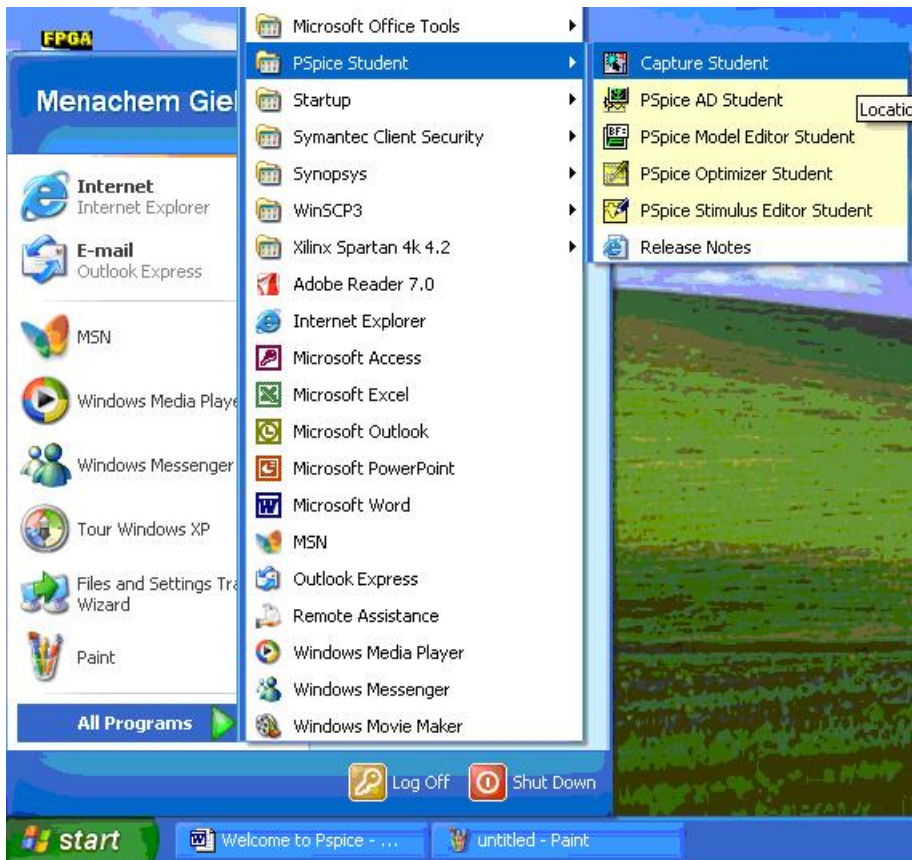 FPGA
Menachem Giel
Internet
Internet Explorer
E-mail
Outlook Express
MSN
Windows Media Playe
Windows Messenger
Tour Windows XP
Files and Settings Tra
Wizard
Paint
All Programs
Microsoft Office Tools
PSpice Student
Startup
Symantec Client Security
Synopsys
WinSCP3
Xilinx Spartan 4k 4.2
Adobe Reader 7.0
Internet Explorer
Microsoft Access
Microsoft Excel
Microsoft Outlook
Microsoft PowerPoint
Microsoft Word
MSN
Outlook Express
Remote Assistance
Windows Media Player
Windows Messenger
Windows Movie Maker
Capture Student
PSpice AD Student
Locatio
PSpice Model Editor Student
PSpice Optimizer Student
PSpice Stimulus Editor Student
Release Notes
Log Off
Shut Down
start
Welcome to Pspice - ...
untitled - Paint